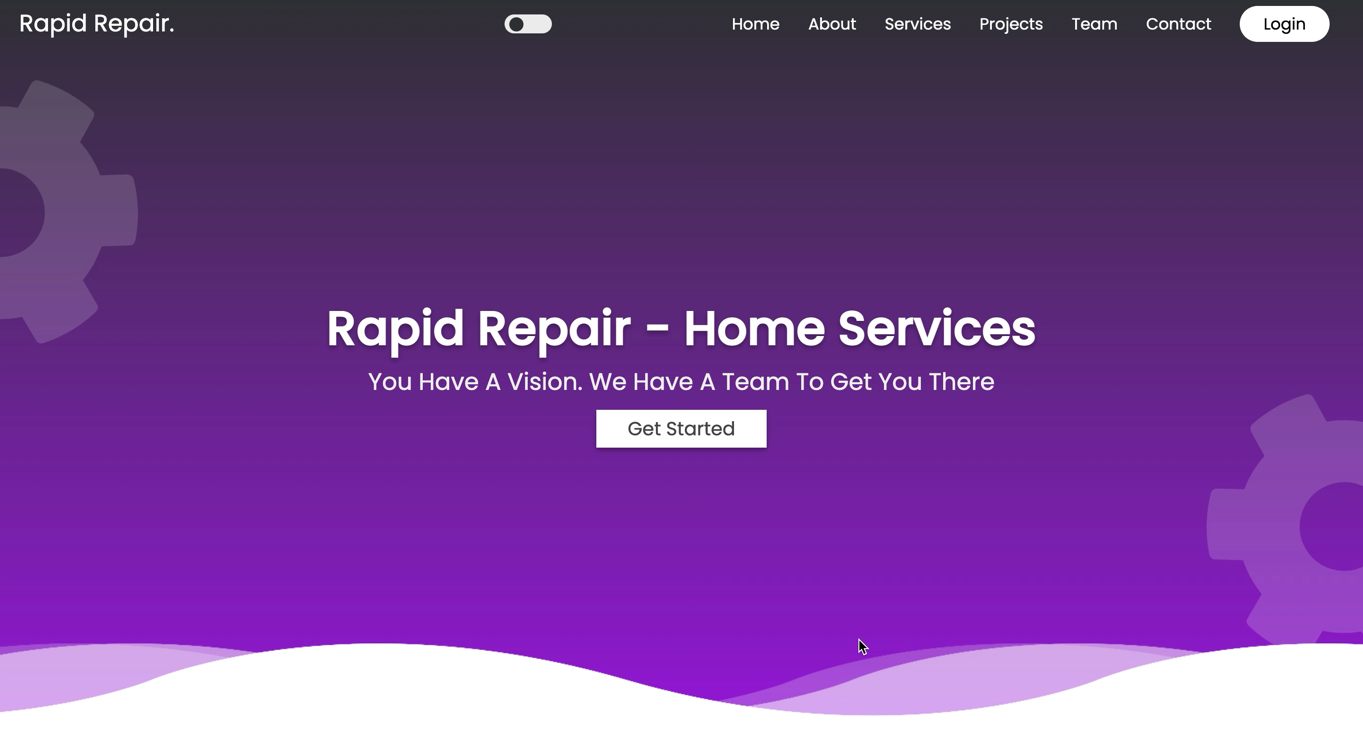 Rapid Repair.
Home About Services Projects Team Contact Login
Rapid Repair - Home Services
You Have A Vision. We Have A Team To Get You There
Get Started